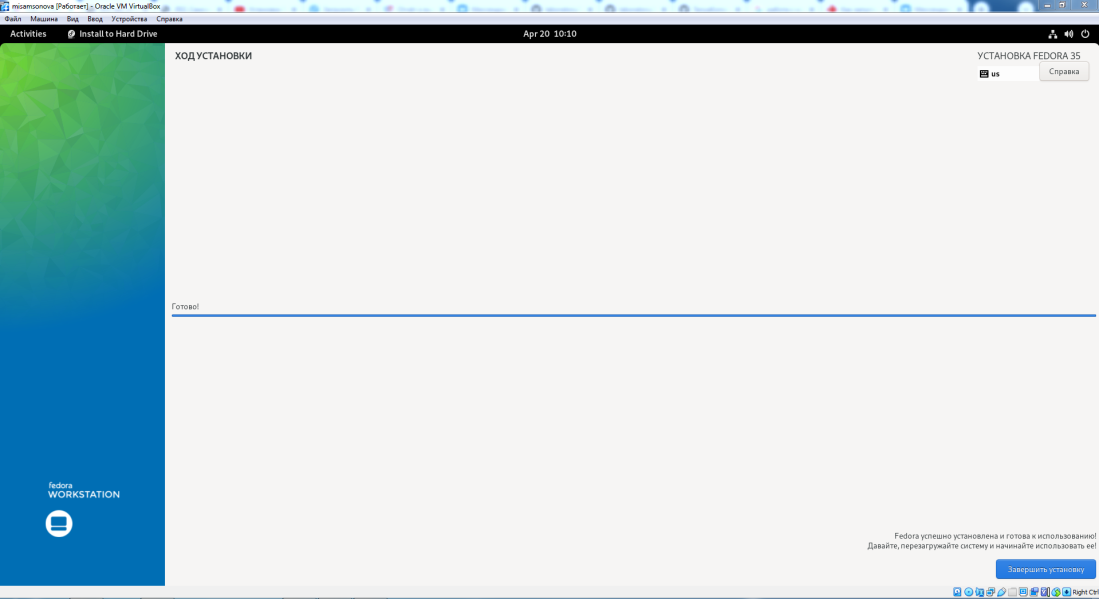 misamsonova [Работает] - Oracle VM VirtualBox
Файл Машина Вид Ввод Устройства Справка
Activities Install to Hard Drive Apr 20 10:10
ХОД УСТАНОВКИ УСТАНОВКА FEDORA 35
us Справка
Готово!
fedora
WORKSTATION
Fedora успешно установлена и готова к использованию!
Давайте, перезагружайте систему и начинайте использовать ее!
Завершить установку
Right Ctrl